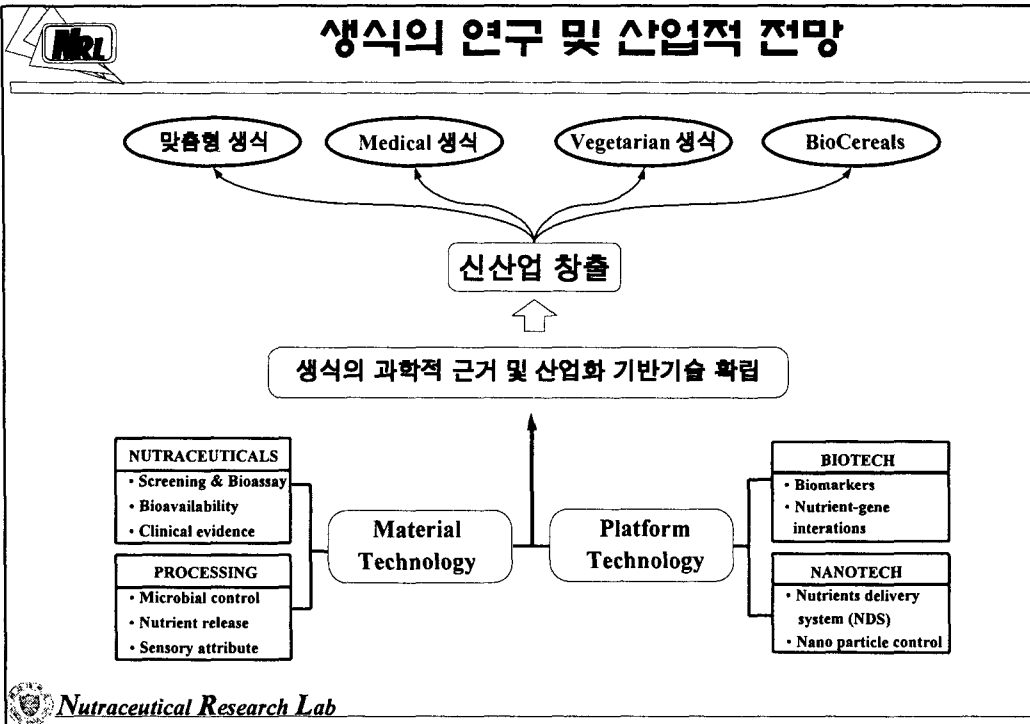 NRL
생식의 연구 및 산업적 전망
맞춤형 생식
Medical 생식
Vegetarian 생식
BioCereals
신산업 창출
생식의 과학적 근거 및 산업화 기반기술 확립
NUTRACEUTICALS
• Screening & Bioassay
• Bioavailability
• Clinical evidence
PROCESSING
• Microbial control
• Nutrient release
• Sensory attribute
Material
Technology
Platform
Technology
BIOTECH
• Biomarkers
• Nutrient-gene
interations
NANOTECH
• Nutrients delivery
system (NDS)
• Nano particle control
Nutraceutical Research Lab